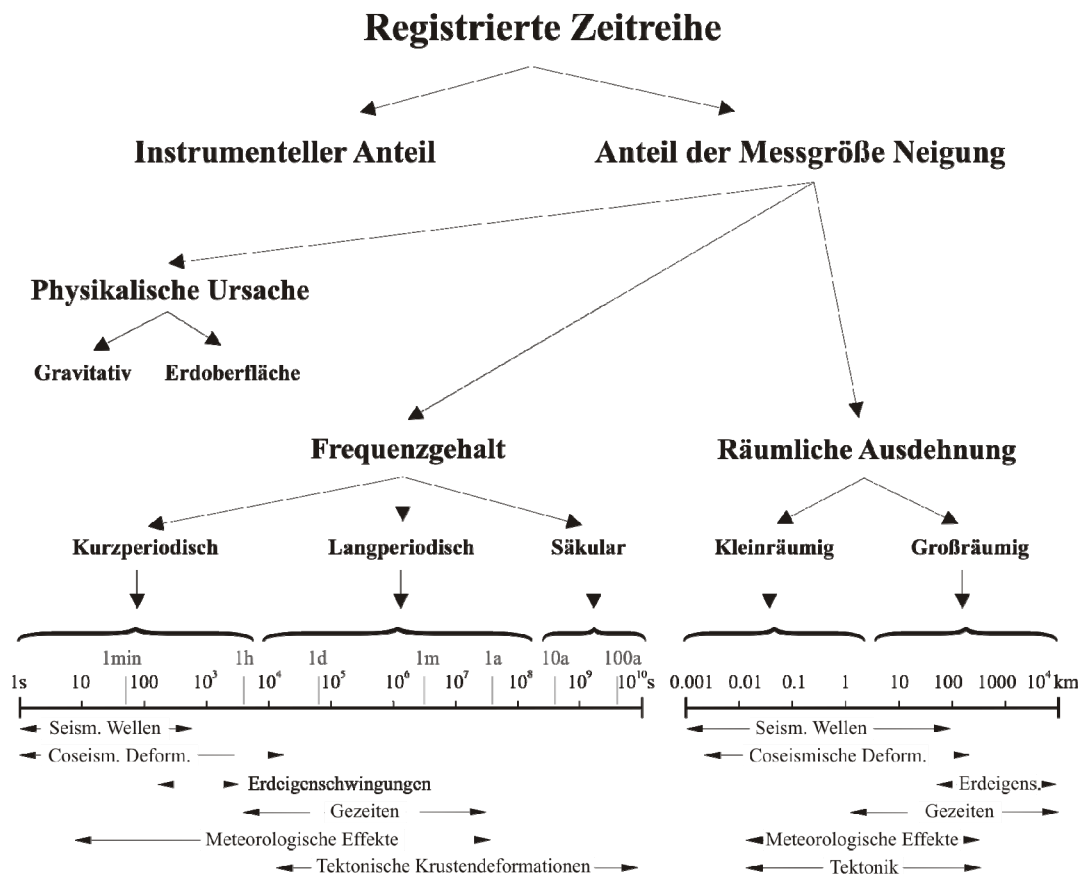 Registrierte Zeitreihe
Instrumenteller Anteil
Anteil der Messgröße Neigung
Physikalische Ursache
Gravitativ
Erdoberfläche
Frequenzgehalt
Räumliche Ausdehnung
Kurzperiodisch
Langperiodisch
Säkular
Kleinräumig
Großräumig
1min 1h 1d 1m 1a 10a 100a
1s 10 100 10³ 10⁴ 10⁵ 10⁶ 10⁷ 10⁸ 10⁹ 10¹⁰s
0.001 0.01 0.1 1 10 100 1000 10⁴ km
Seism. Wellen
Seism. Wellen
Coseism. Deform.
Coseismische Deform.
Erdeigenschwingungen
Erdeigens.
Gezeiten
Gezeiten
Meteorologische Effekte
Meteorologische Effekte
Tektonische Krustendeformationen
Tektonik